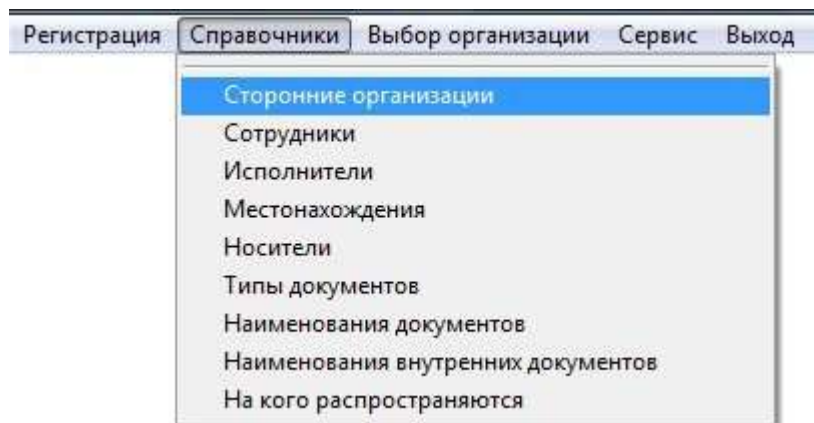 Регистрация Справочники Выбор организации Сервис Выход
Сторонние организации
Сотрудники
Исполнители
Местонахождения
Носители
Типы документов
Наименования документов
Наименования внутренних документов
На кого распространяются